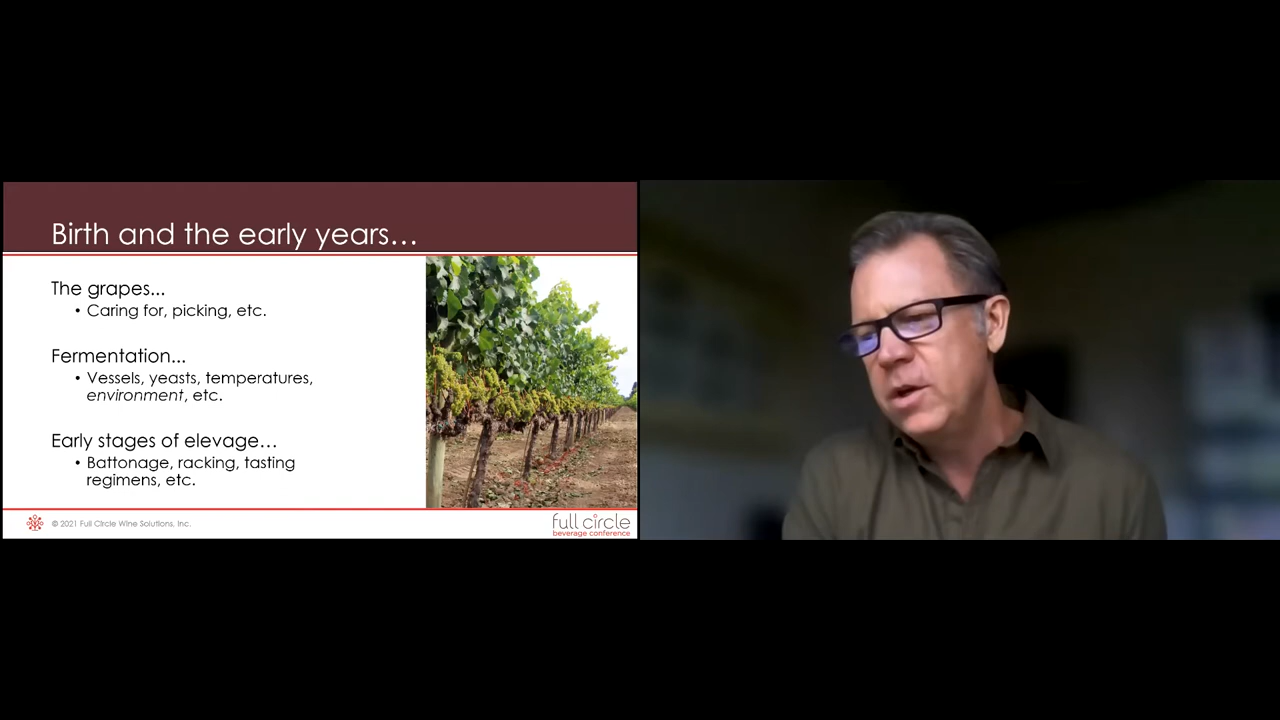 Birth and the early years…
The grapes...
• Caring for, picking, etc.
Fermentation...
• Vessels, yeasts, temperatures,
environment, etc.
Early stages of elevage…
• Battonage, racking, tasting
regimens, etc.
© 2021 Full Circle Wine Solutions, Inc.
full circle
beverage conference